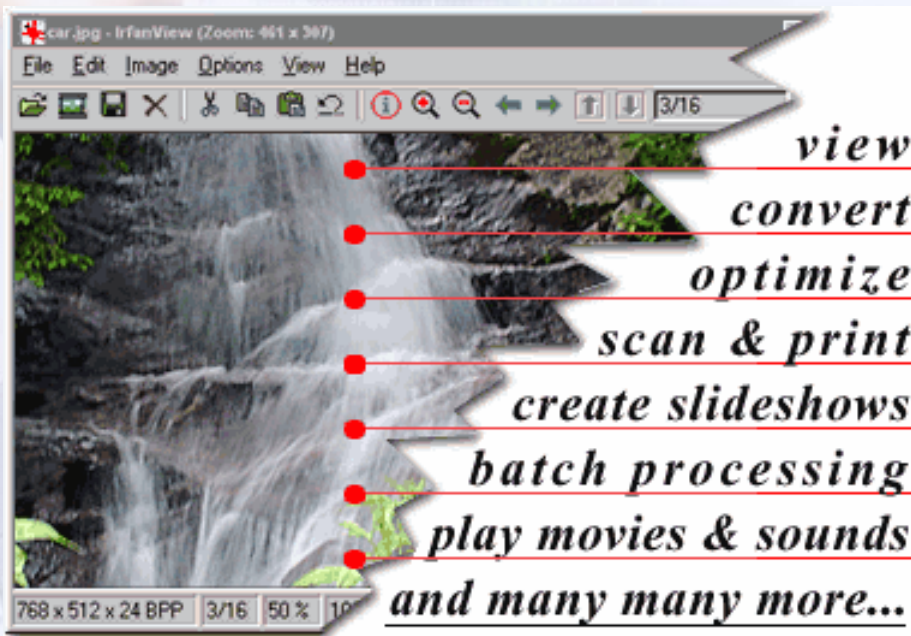 car.jpg - IrfanView (Zoom: 461 x 307)
File Edit Image Options View Help
3/16
view
convert
optimize
scan & print
create slideshows
batch processing
play movies & sounds
and many many more...
768 x 512 x 24 BPP 3/16 50 %